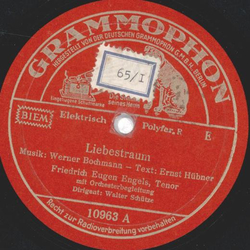 GRAMMOPHON
HERGESTELLT VON DER DEUTSCHEN GRAMMOPHON G.M.B.H. BERLIN
65/I
BIEM
Elektrisch
Polyfar, R
E
Liebestraum
Musik: Werner Bochmann – Text: Ernst Hübner
Friedrich Eugen Engels, Tenor
mit Orchesterbegleitung
Dirigent: Walter Schütze
10963 A
Recht zur Radioverbreitung vorbehalten